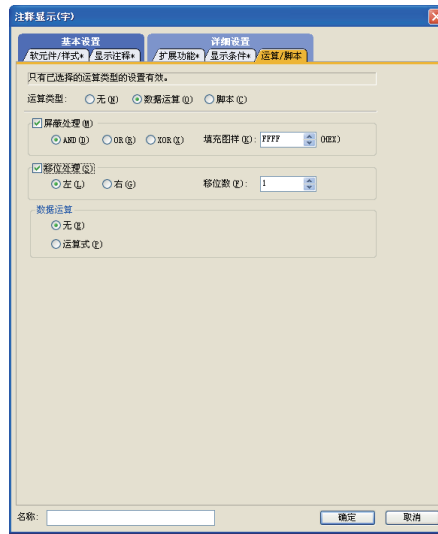 注释显示(字)
基本设置 详细设置
软元件/样式* 显示注释* 扩展功能* 显示条件* 运算/脚本
只有已选择的运算类型的设置有效。
运算类型: 无(N) 数据运算(O) 脚本(C)
屏蔽处理(M)
AND(D) OR(R) XOR(X) 填充图样(K): FFFF (HEX)
移位处理(S)
左(L) 右(G) 移位数(F): 1
数据运算
无(E)
运算式(P)
名称:
确定 取消